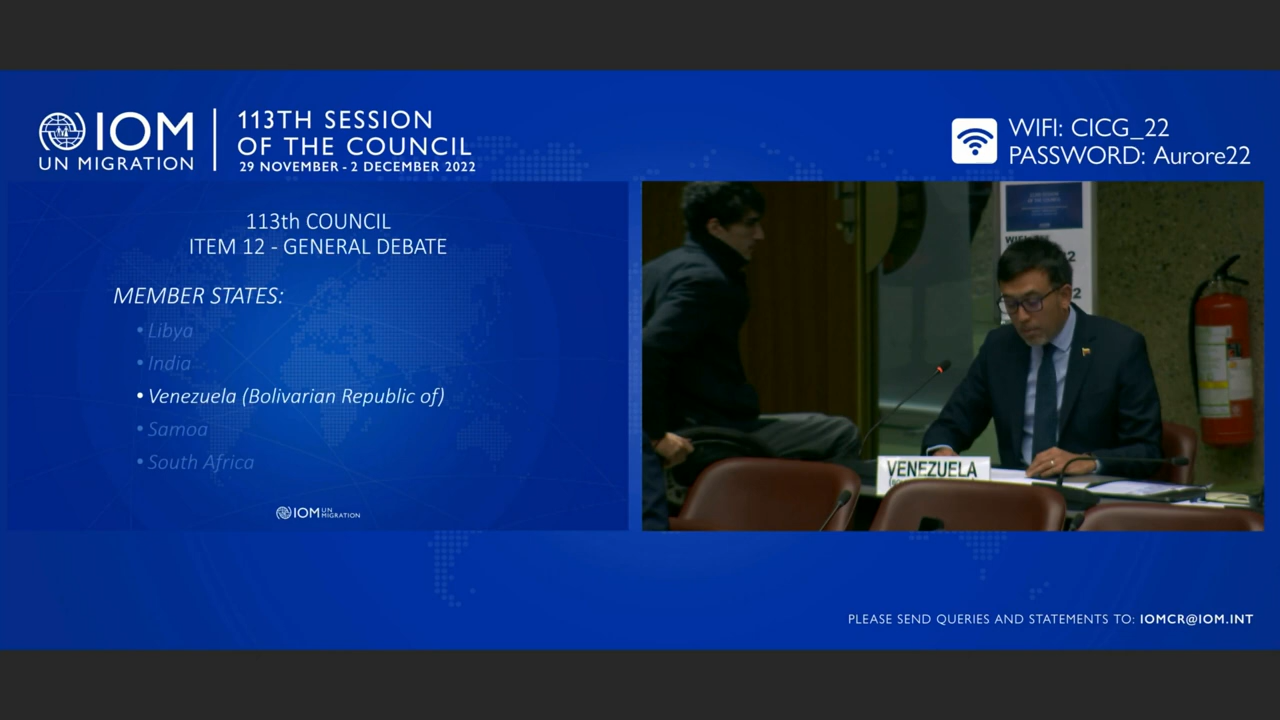 IOM
UN MIGRATION
113TH SESSION
OF THE COUNCIL
29 NOVEMBER - 2 DECEMBER 2022
WIFI: CICG_22
PASSWORD: Aurore22
113th COUNCIL
ITEM 12 - GENERAL DEBATE
MEMBER STATES:
• Libya
• India
• Venezuela (Bolivarian Republic of)
• Samoa
• South Africa
IOM UN MIGRATION
VENEZUELA
PLEASE SEND QUERIES AND STATEMENTS TO: IOMCR@IOM.INT